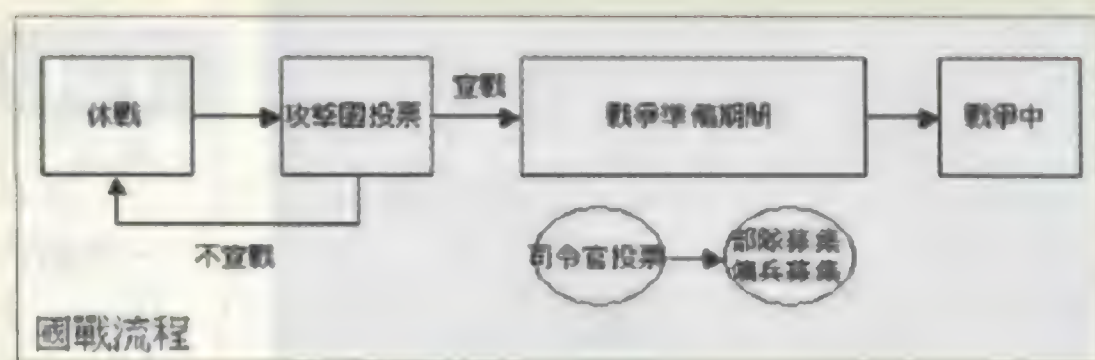 休戰
攻擊國投票
宣戰
戰爭準備期間
戰爭中
不宣戰
司令官投票
部隊募集
傭兵募集
國戰流程